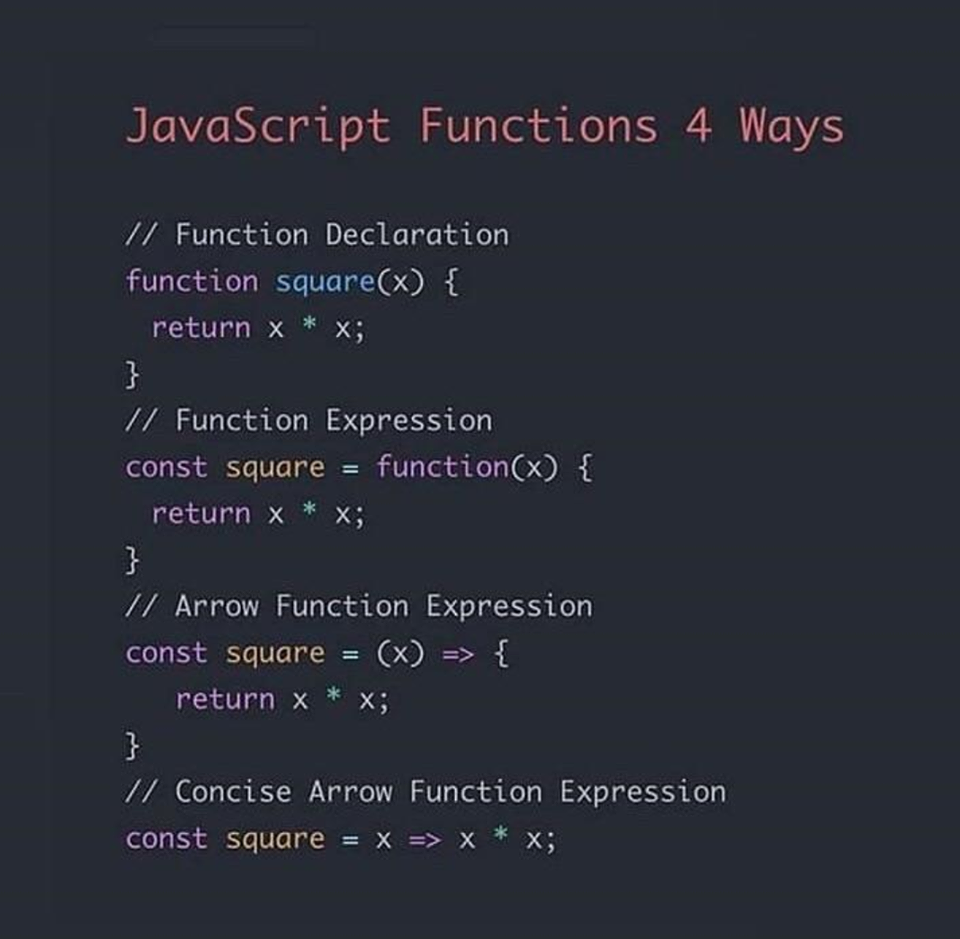 JavaScript Functions 4 Ways
// Function Declaration
function square(x) {
  return x * x;
}
// Function Expression
const square = function(x) {
  return x * x;
}
// Arrow Function Expression
const square = (x) => {
   return x * x;
}
// Concise Arrow Function Expression
const square = x => x * x;